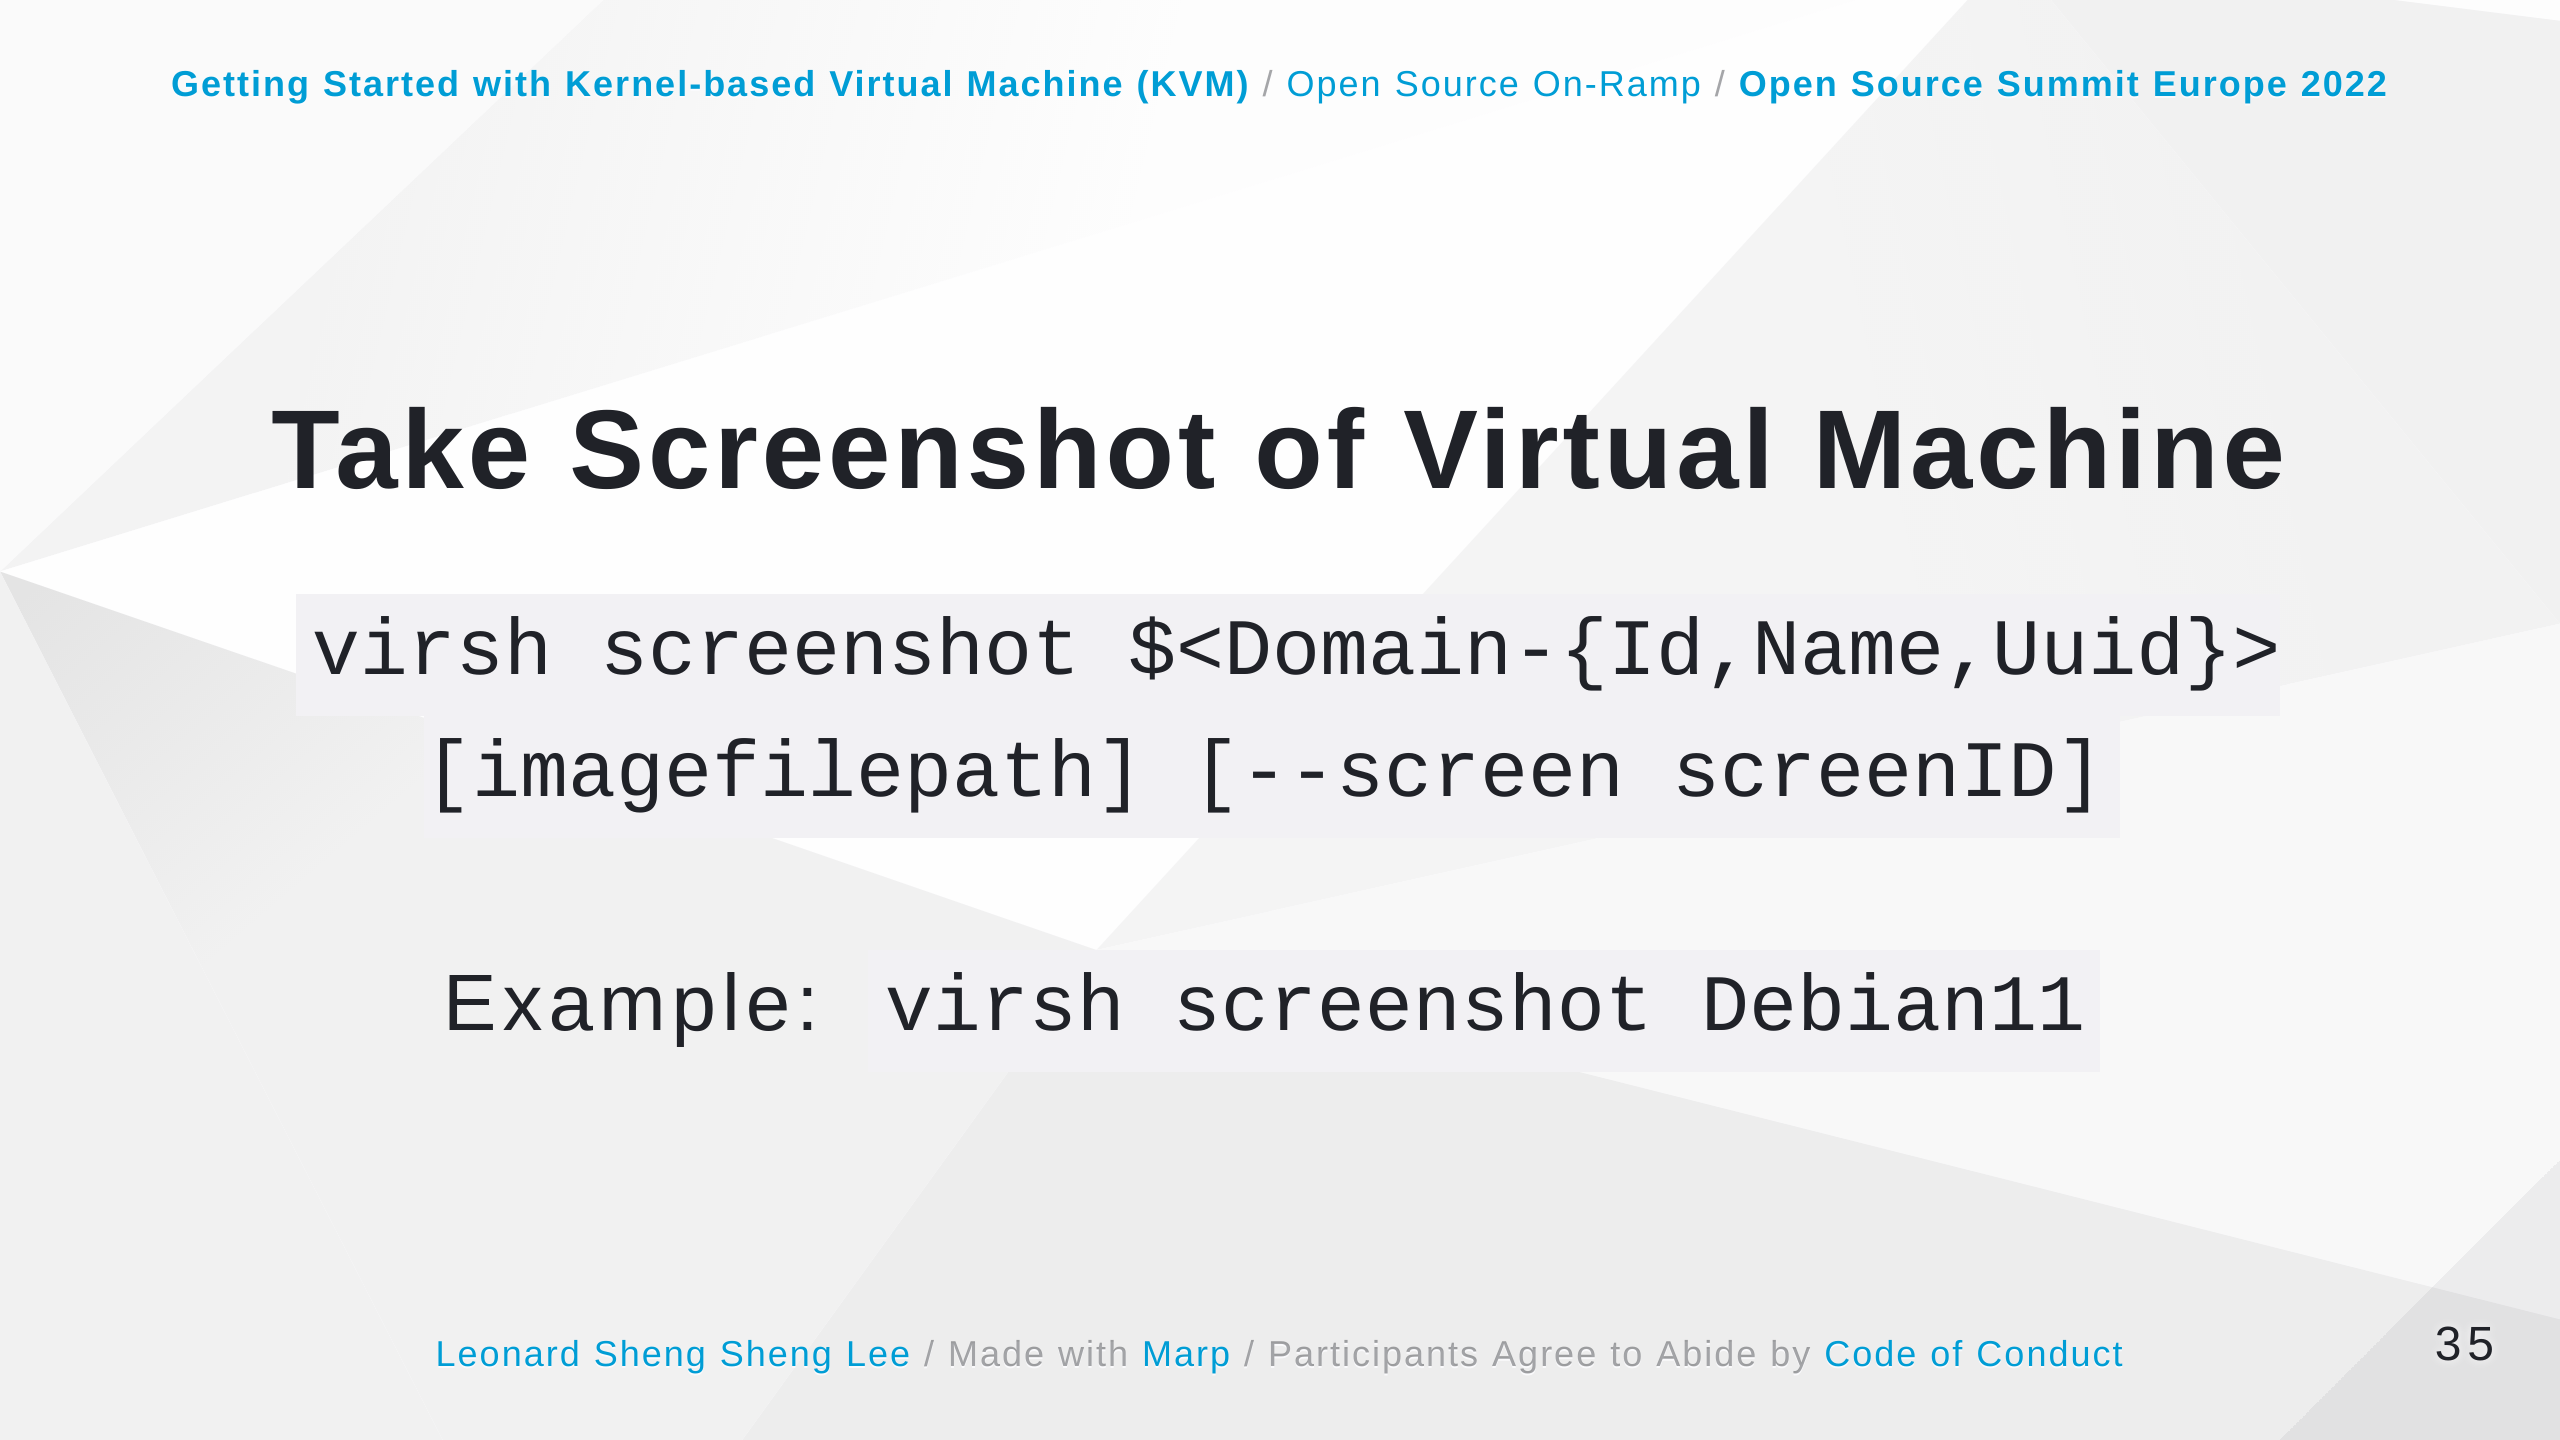 Getting Started with Kernel-based Virtual Machine (KVM) / Open Source On-Ramp / Open Source Summit Europe 2022
Take Screenshot of Virtual Machine
virsh screenshot $<Domain-{Id,Name,Uuid}>
[imagefilepath] [--screen screenID]
Example: virsh screenshot Debian11
Leonard Sheng Sheng Lee / Made with Marp / Participants Agree to Abide by Code of Conduct
35